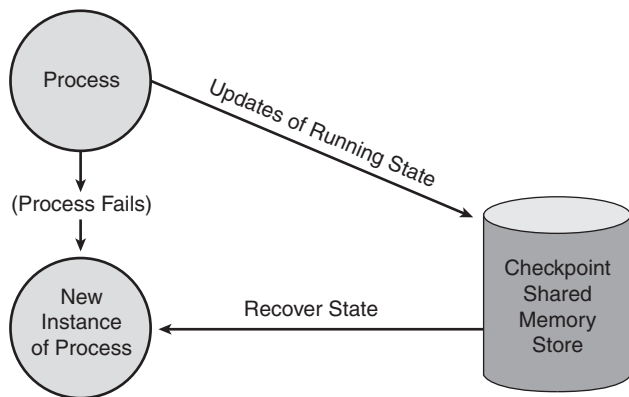 Process
Updates of Running State
(Process Fails)
Checkpoint
Shared
Memory
Store
New
Instance
of Process
Recover State